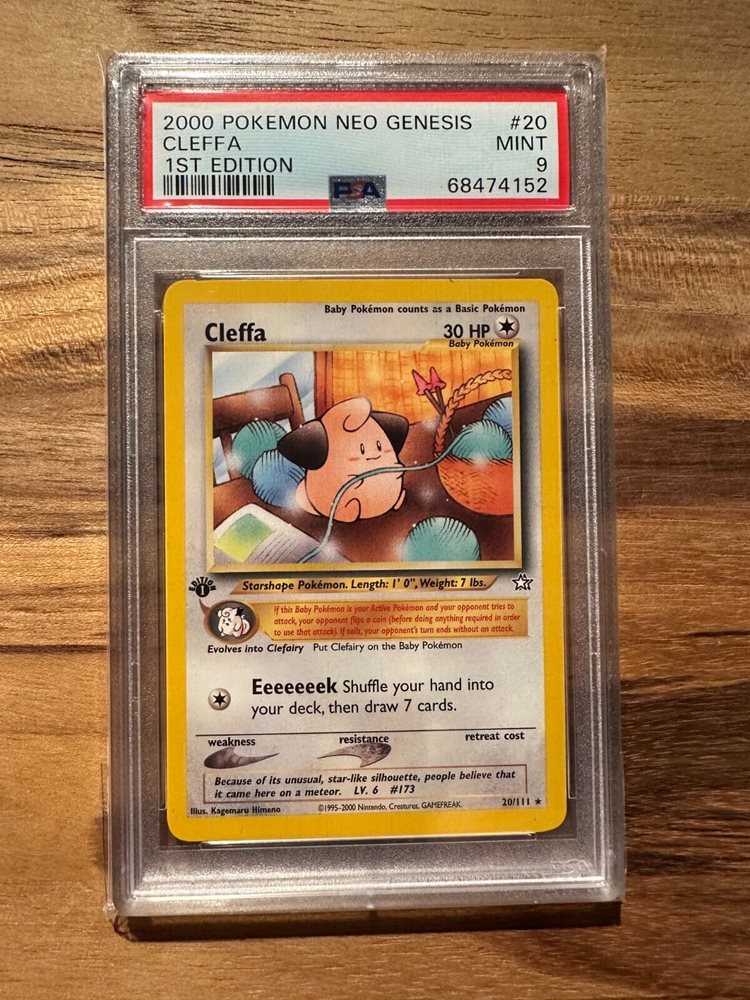 2000 POKEMON NEO GENESIS #20
CLEFFA MINT
1ST EDITION 9
PSA 68474152
Baby Pokémon counts as a Basic Pokémon
Cleffa 30 HP
Baby Pokémon
Starshape Pokémon. Length: 1' 0", Weight: 7 lbs.
EDITION
1
If this Baby Pokémon is your Active Pokémon and your opponent tries to
attack, your opponent flips a coin (before doing anything required in order
to use that attack). If tails, your opponent's turn ends without an attack.
Evolves into Clefairy Put Clefairy on the Baby Pokémon
Eeeeeeek Shuffle your hand into
your deck, then draw 7 cards.
weakness resistance retreat cost
Because of its unusual, star-like silhouette, people believe that
it came here on a meteor. LV. 6 #173
Illus. Kagemaru Himeno ©1995-2000 Nintendo, Creatures, GAMEFREAK. 20/111 ★